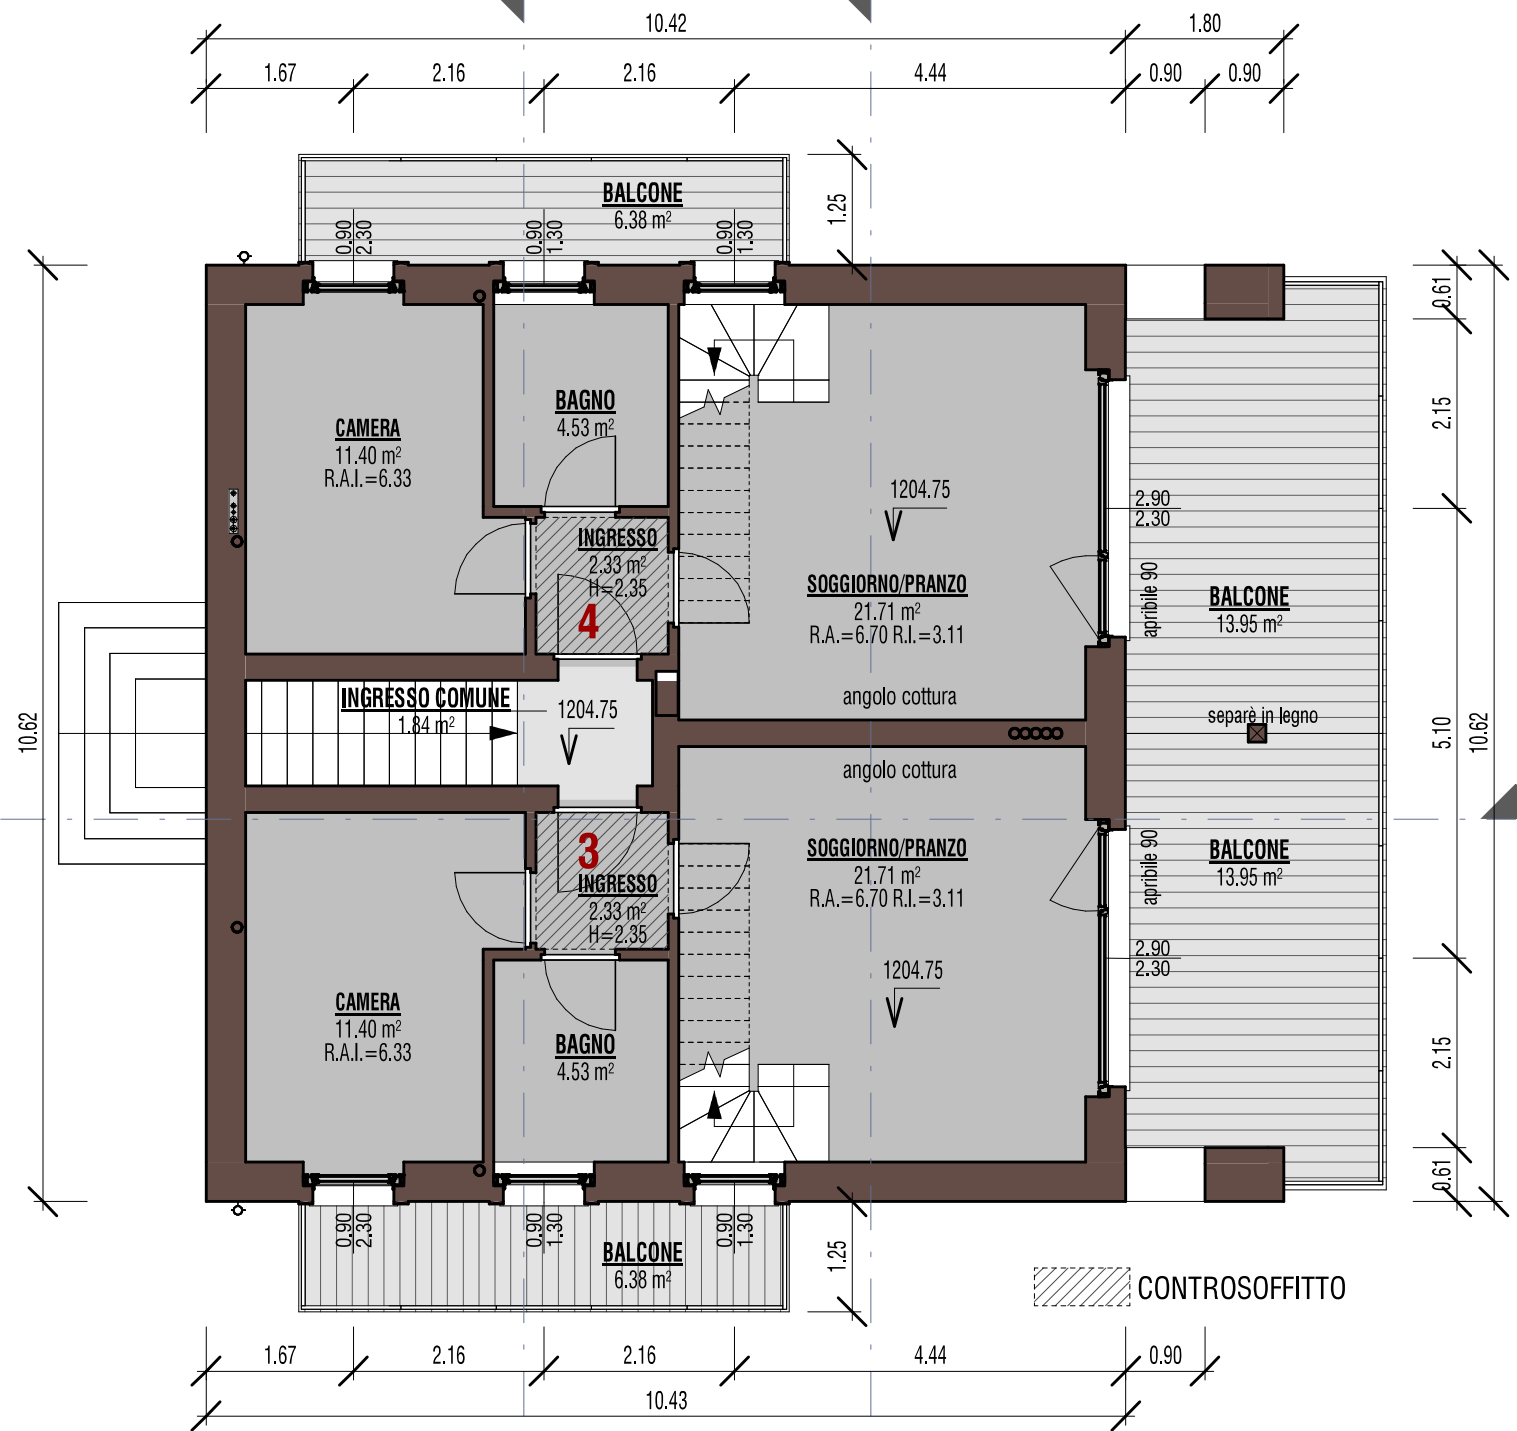 10.42
1.80
1.67
2.16
2.16
4.44
0.90
0.90
BALCONE
6.38 m²
1.25
0.90
2.30
0.90
1.30
0.90
1.30
0.61
2.15
5.10
10.62
2.15
0.61
10.62
CAMERA
11.40 m²
R.A.I.=6.33
BAGNO
4.53 m²
INGRESSO
2.33 m²
H=2.35
4
1204.75
SOGGIORNO/PRANZO
21.71 m²
R.A.=6.70 R.I.=3.11
angolo cottura
2.90
2.30
apribile 90
BALCONE
13.95 m²
INGRESSO COMUNE
1.84 m²
1204.75
separè in legno
angolo cottura
3
INGRESSO
2.33 m²
H=2.35
SOGGIORNO/PRANZO
21.71 m²
R.A.=6.70 R.I.=3.11
1204.75
apribile 90
2.90
2.30
BALCONE
13.95 m²
CAMERA
11.40 m²
R.A.I.=6.33
BAGNO
4.53 m²
0.90
2.30
0.90
1.30
0.90
1.30
BALCONE
6.38 m²
1.25
CONTROSOFFITTO
1.67
2.16
2.16
4.44
0.90
10.43